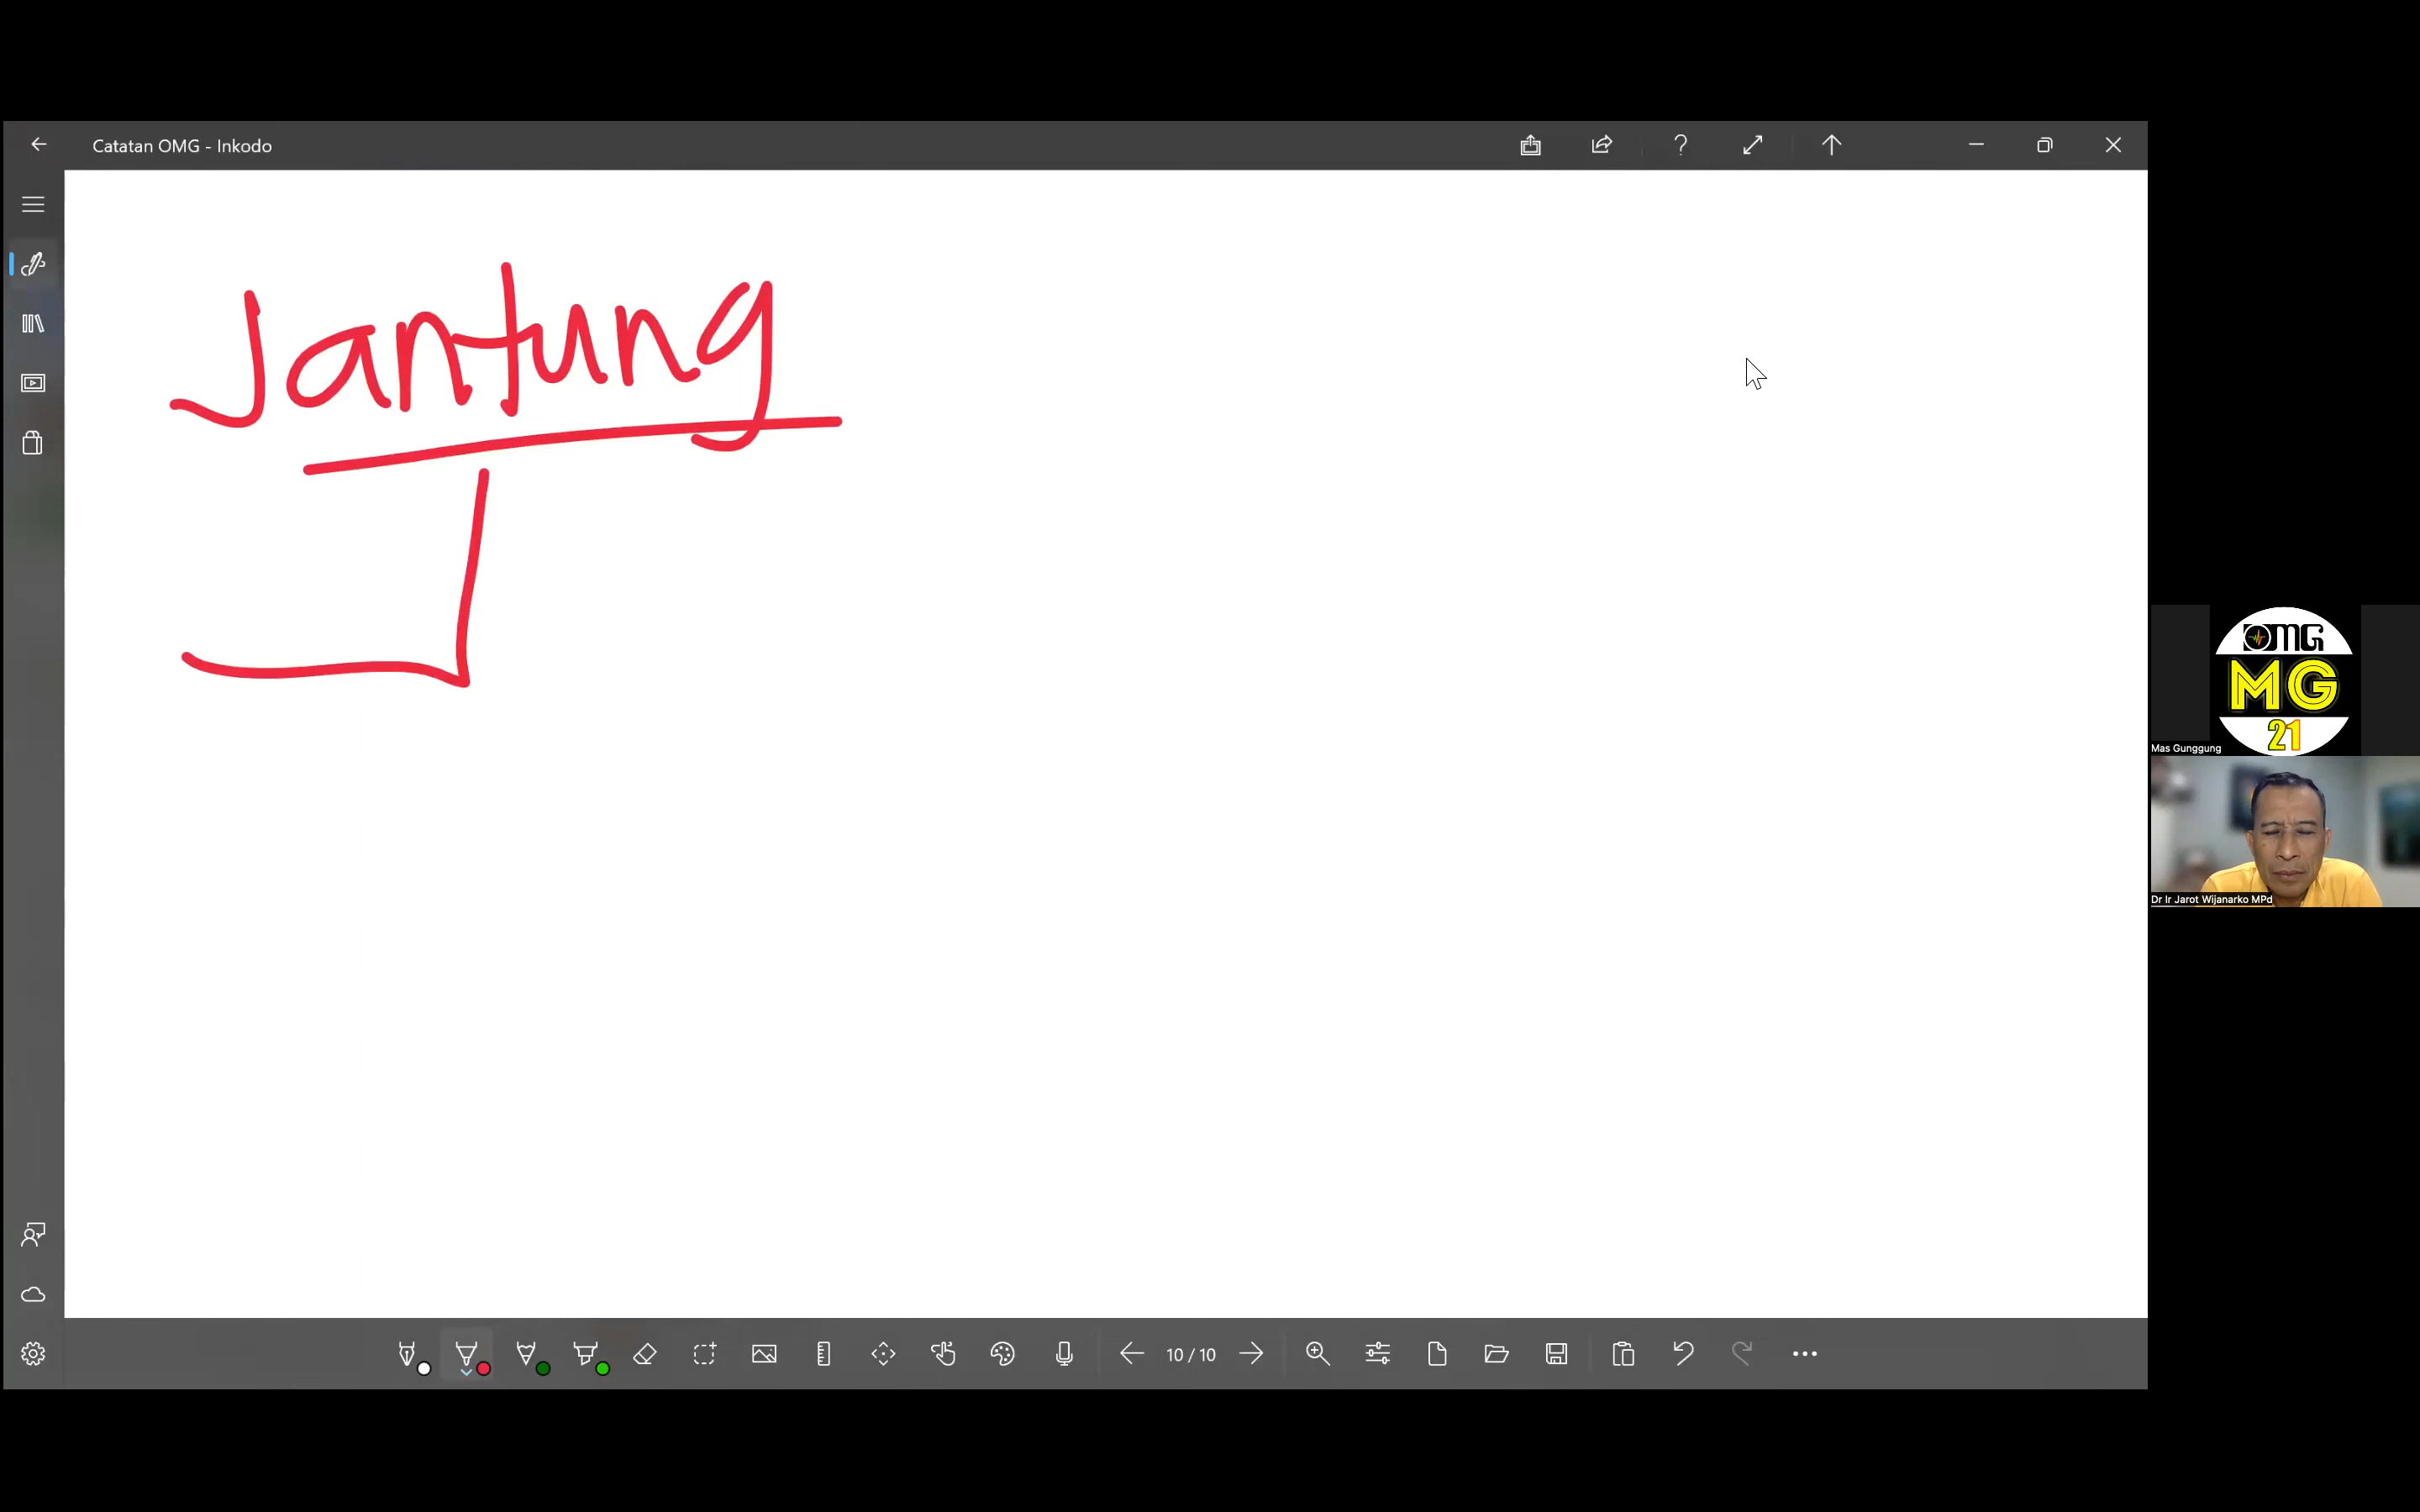 Catatan OMG - Inkodo
Jantung
OMG
MG
21
Mas Gunggung
Dr Ir Jarot Wijanarko MPd
10 / 10